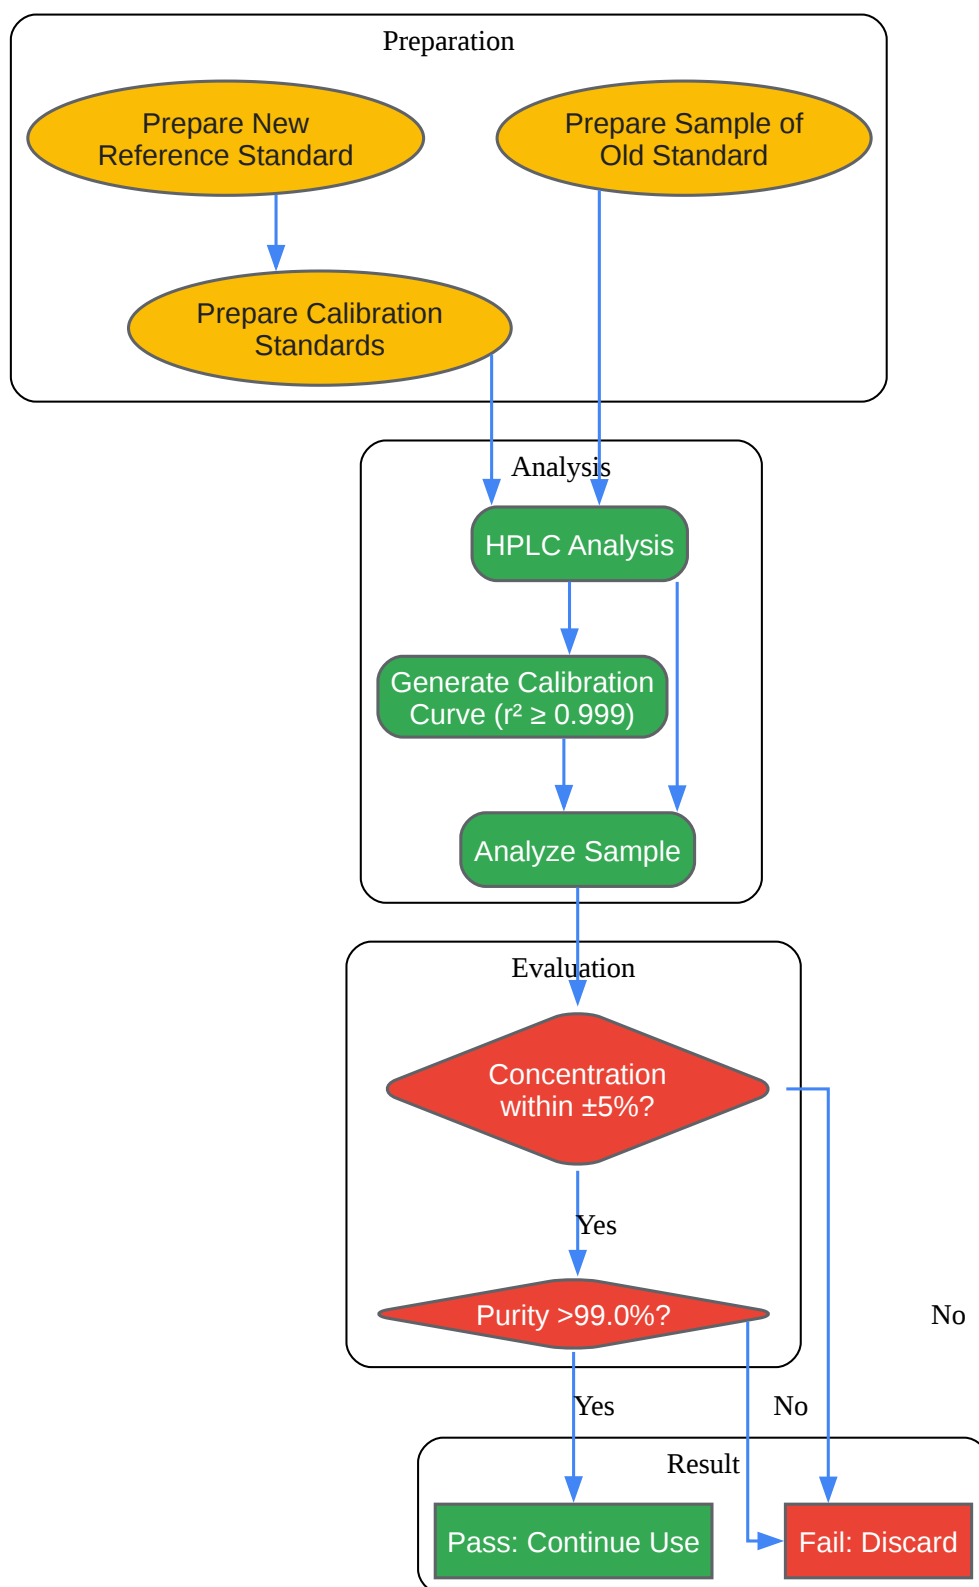 Preparation
Prepare New
Reference Standard
Prepare Sample of
Old Standard
Prepare Calibration
Standards
Analysis
HPLC Analysis
Generate Calibration
Curve (r² ≥ 0.999)
Analyze Sample
Evaluation
Concentration
within ±5%?
Yes
Purity >99.0%?
No
Yes
No
Result
Pass: Continue Use
Fail: Discard